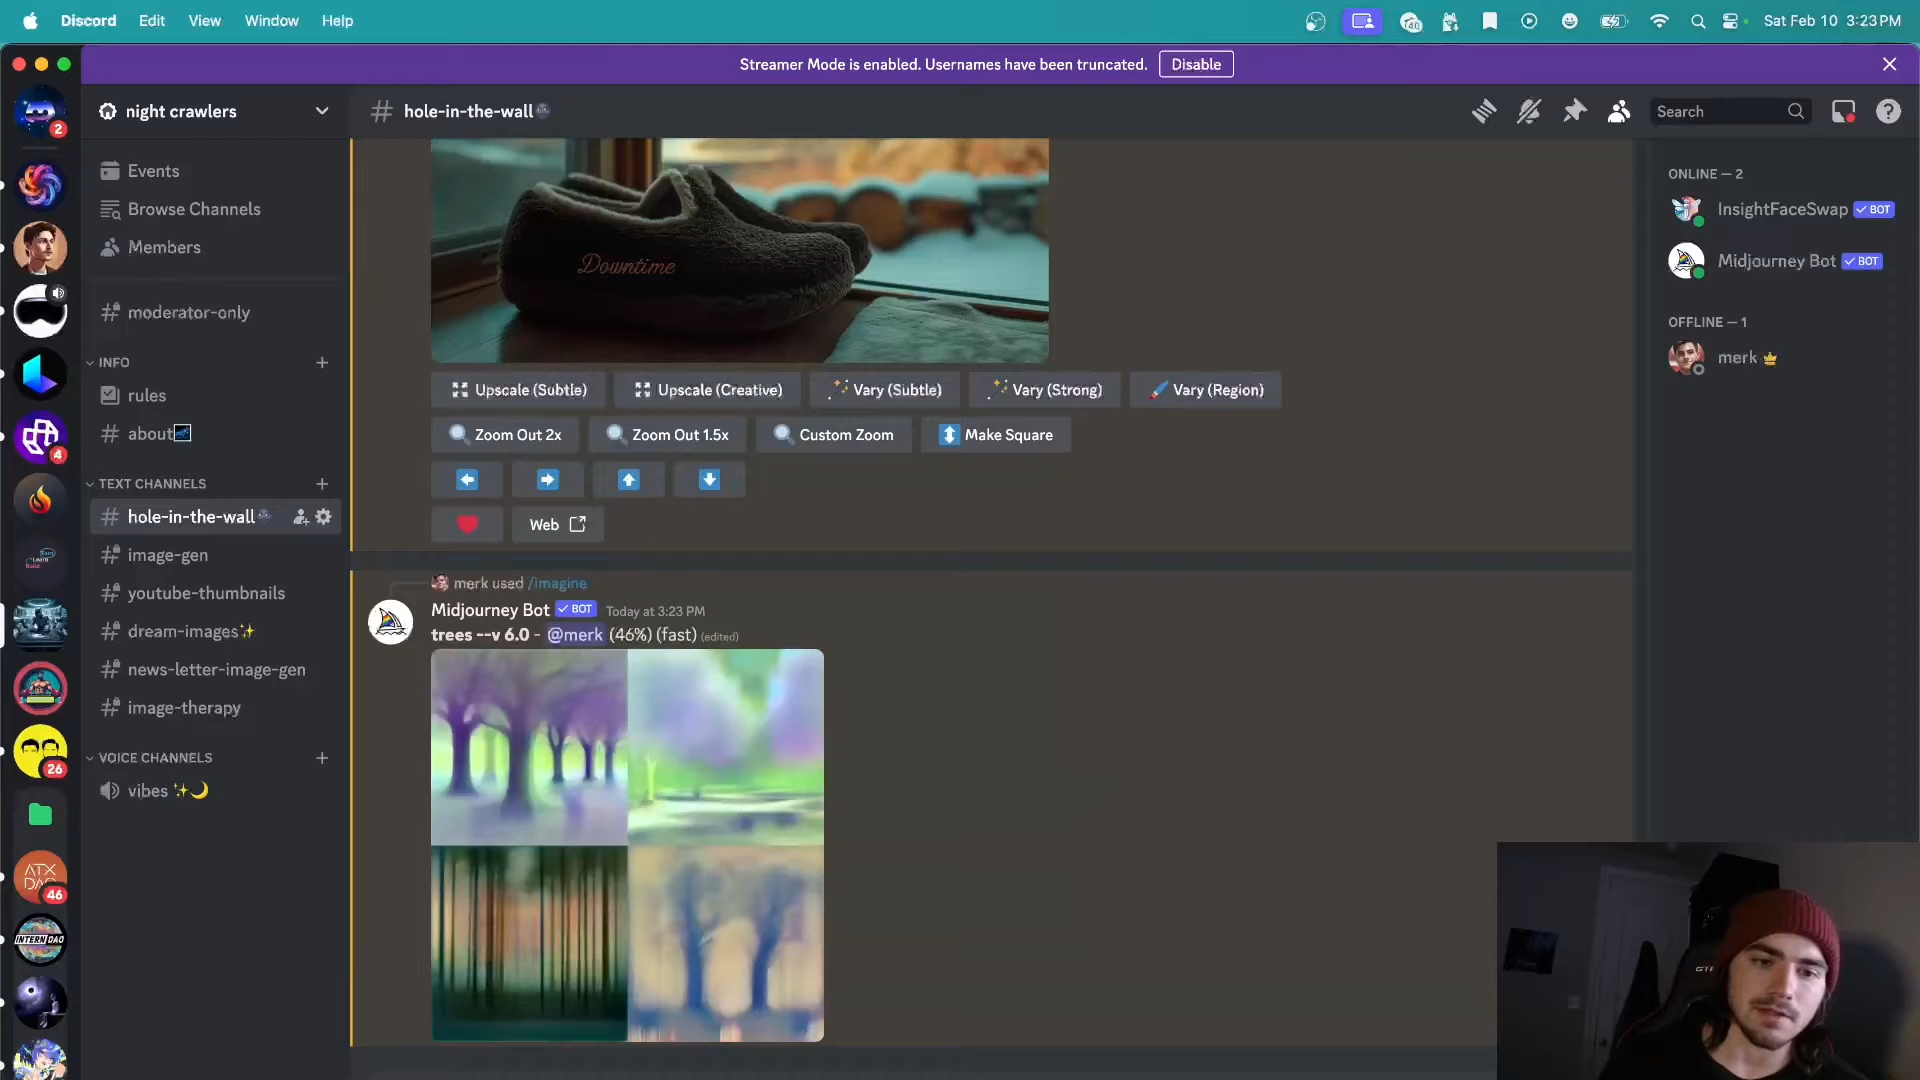 Discord Edit View Window Help
Sat Feb 10 3:23 PM
Streamer Mode is enabled. Usernames have been truncated. Disable
night crawlers
# hole-in-the-wall
Search
Events
Browse Channels
Members
moderator-only
INFO
rules
about
TEXT CHANNELS
hole-in-the-wall
image-gen
youtube-thumbnails
dream-images
news-letter-image-gen
image-therapy
VOICE CHANNELS
vibes
2
4
26
ATX
DAO
46
INTERN DAO
Downtime
Upscale (Subtle) Upscale (Creative) Vary (Subtle) Vary (Strong) Vary (Region)
Zoom Out 2x Zoom Out 1.5x Custom Zoom Make Square
Web
merk used /imagine
Midjourney Bot BOT Today at 3:23 PM
trees --v 6.0 - @merk (46%) (fast) (edited)
ONLINE — 2
InsightFaceSwap BOT
Midjourney Bot BOT
OFFLINE — 1
merk